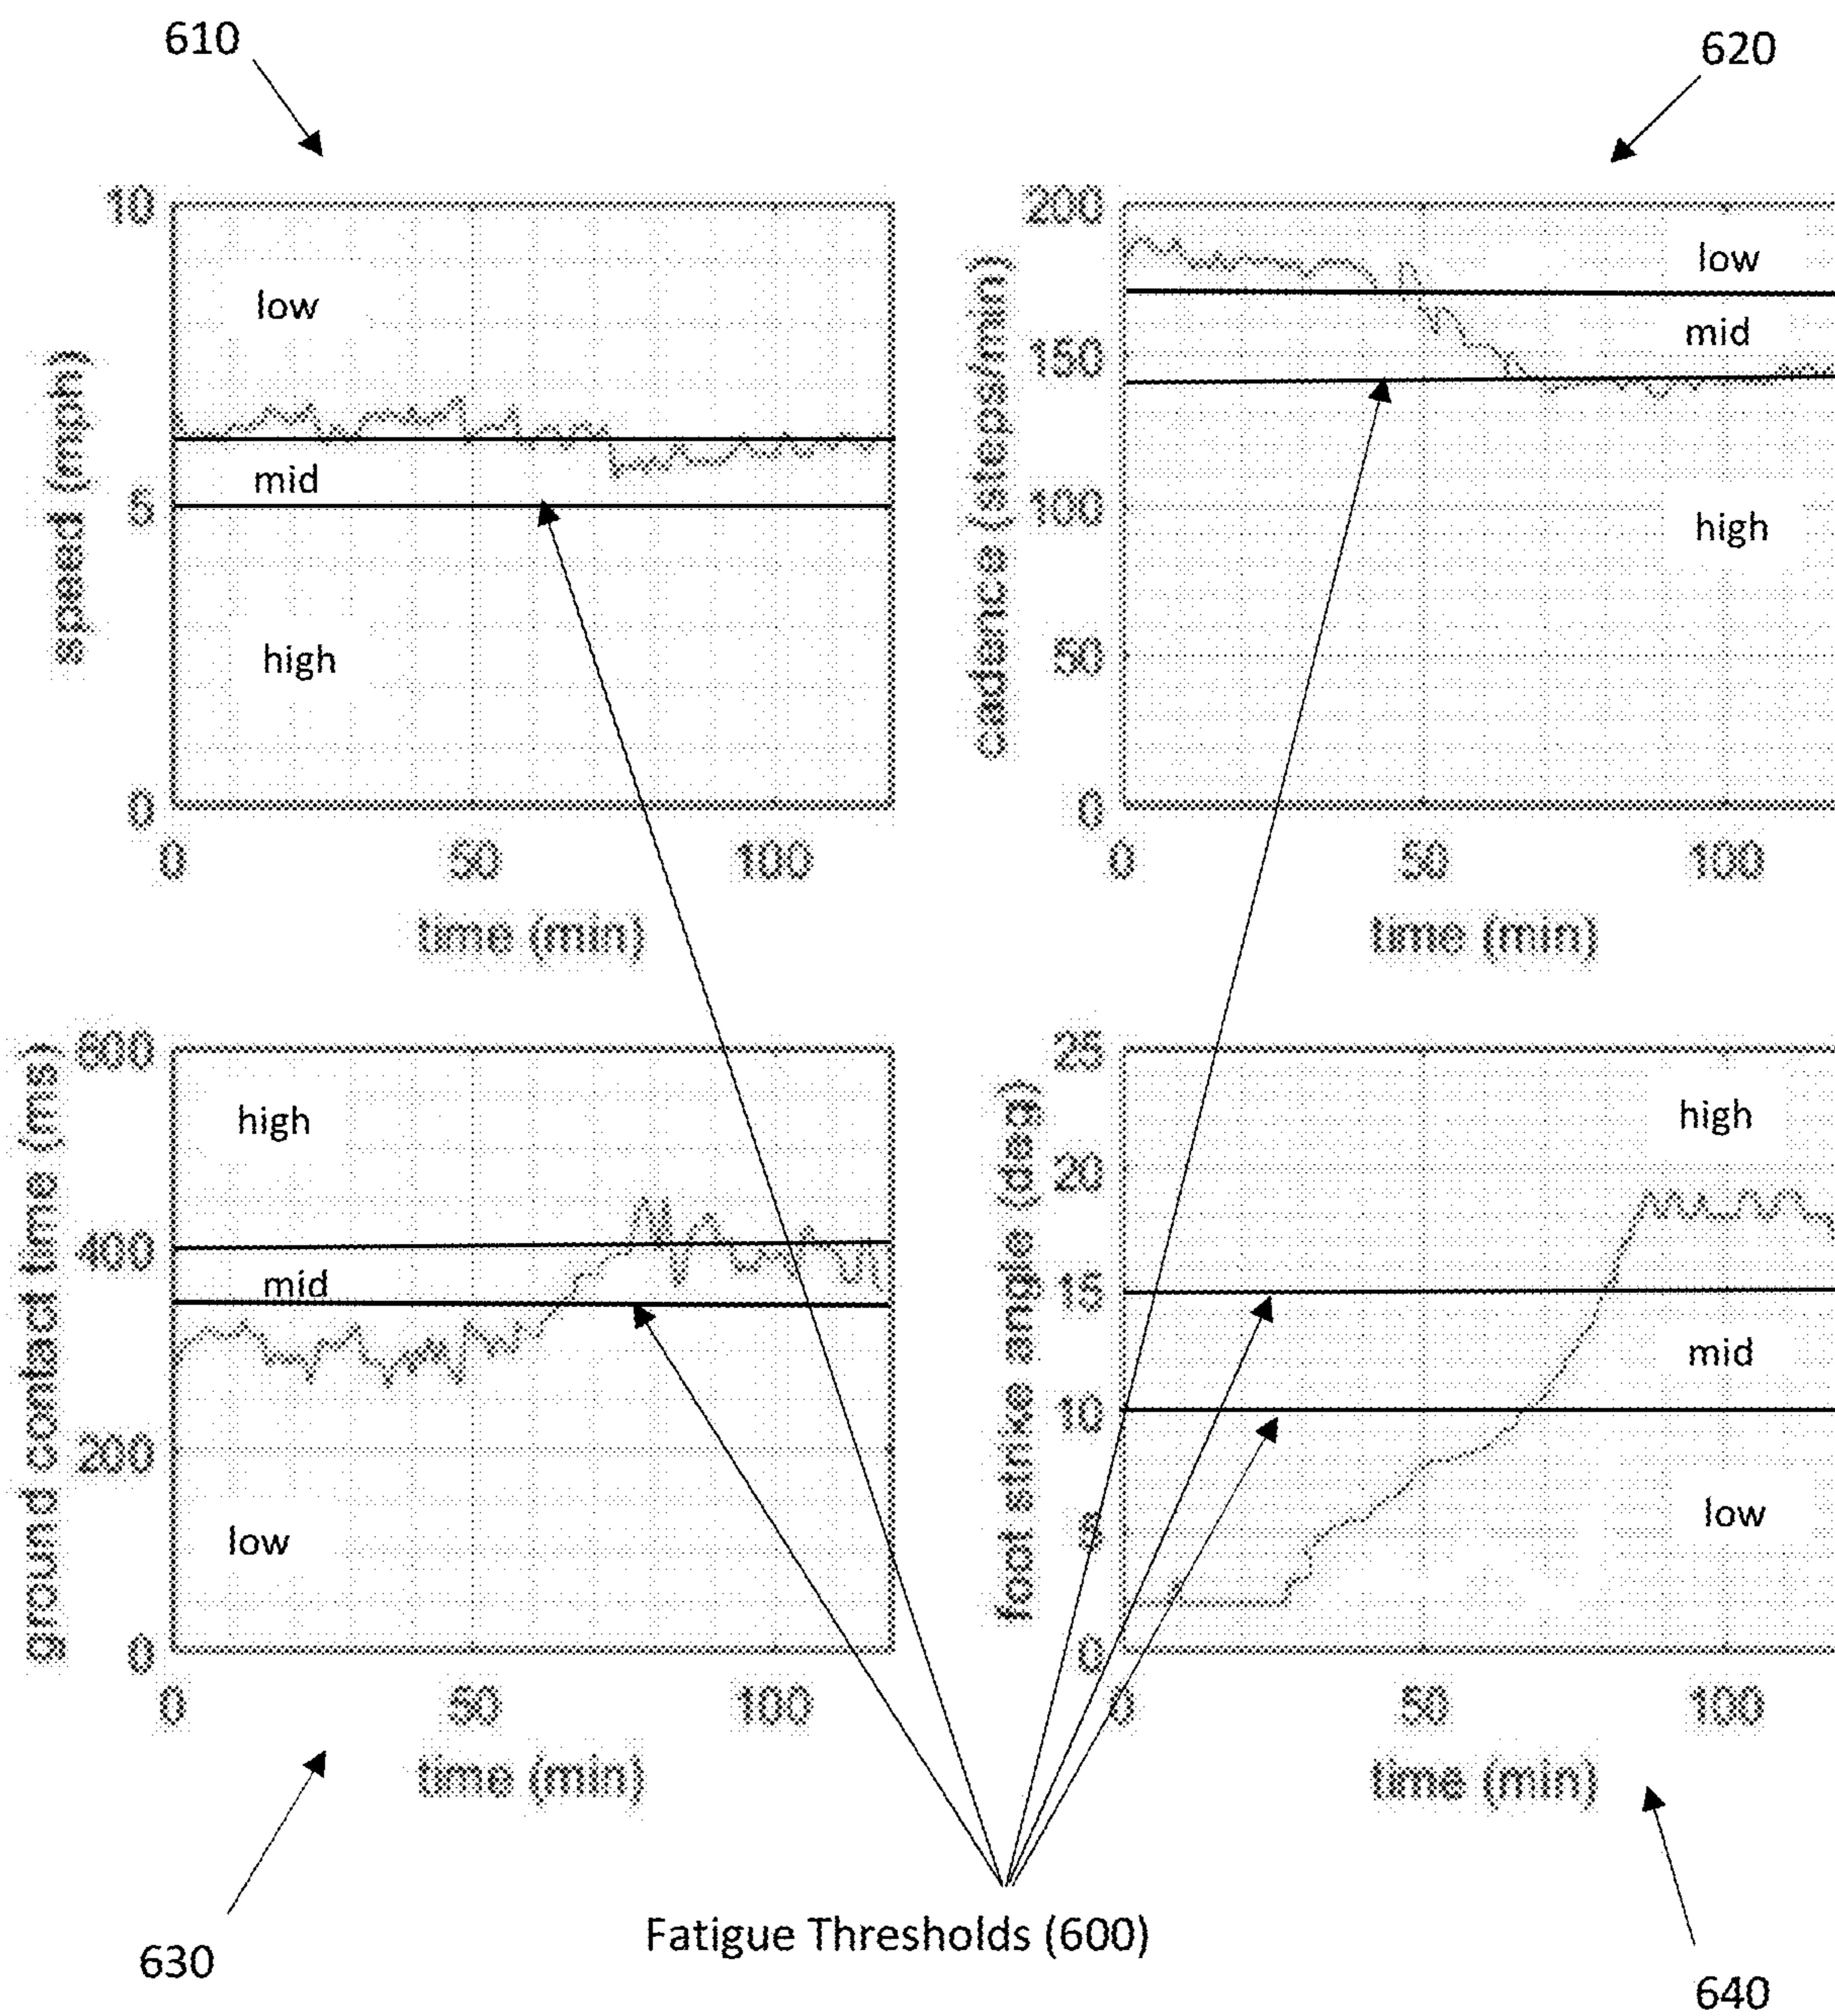 610
620
10
5
0
speed (mph)
low
mid
high
0
50
100
time (min)
200
150
100
50
0
cadance (steps/min)
low
mid
high
0
50
100
time (min)
600
400
200
0
ground contact time (ms)
high
mid
low
0
50
100
time (min)
25
20
15
10
5
0
foot strike angle (deg)
high
mid
low
0
50
100
time (min)
Fatigue Thresholds (600)
630
640